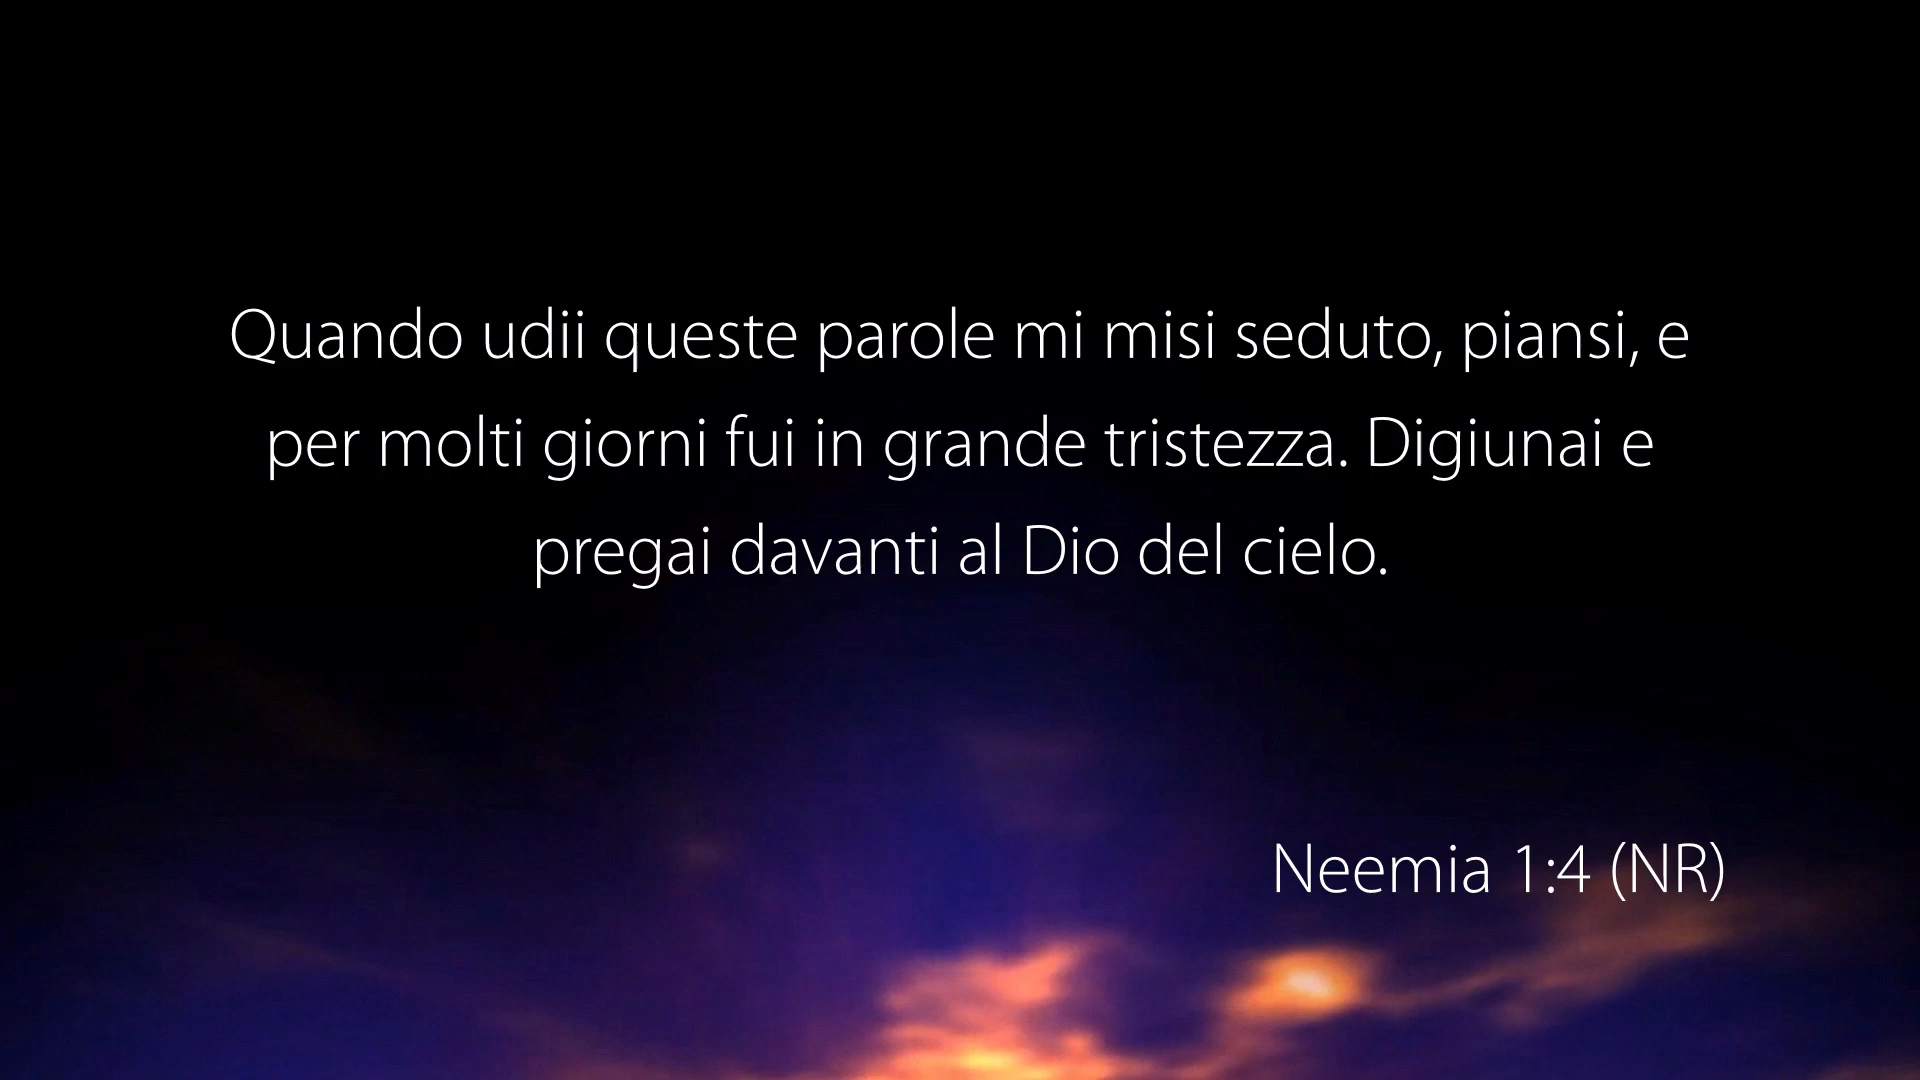 Quando udii queste parole mi misi seduto, piansi, e
per molti giorni fui in grande tristezza. Digiunai e
pregai davanti al Dio del cielo.
Neemia 1:4 (NR)